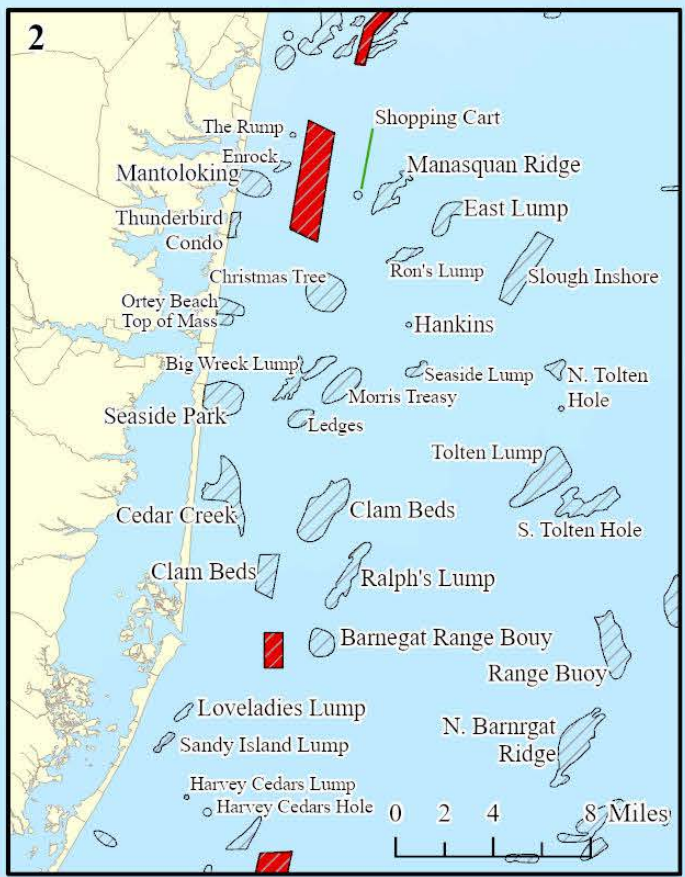 2
Shopping Cart
The Rump
Enrock
Manasquan Ridge
Mantoloking
East Lump
Thunderbird
Condo
Ron's Lump
Christmas Tree
Slough Inshore
Ortey Beach
Top of Mass
Hankins
Big Wreck Lump
Seaside Lump
N. Tolten
Hole
Morris Treasy
Seaside Park
Ledges
Tolten Lump
Cedar Creek
Clam Beds
S. Tolten Hole
Clam Beds
Ralph's Lump
Barnegat Range Bouy
Range Buoy
Loveladies Lump
N. Barnrgat
Ridge
Sandy Island Lump
Harvey Cedars Lump
Harvey Cedars Hole
0 2 4 8 Miles